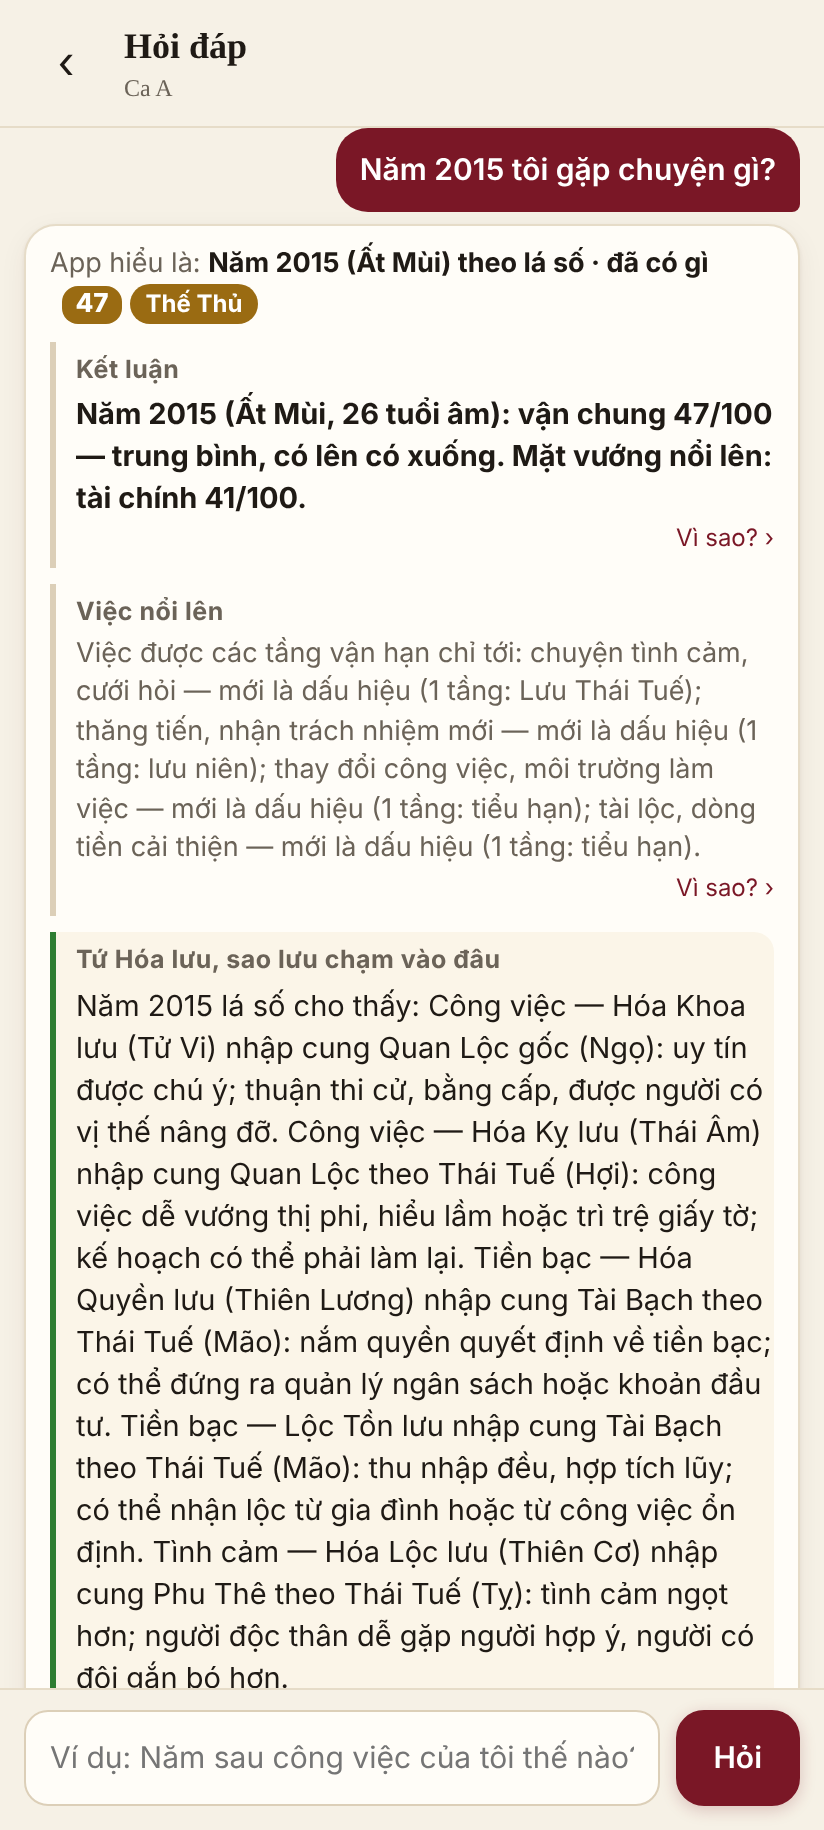 Hỏi đáp
Ca A
Năm 2015 tôi gặp chuyện gì?
App hiểu là: Năm 2015 (Ất Mùi) theo lá số · đã có gì
47 Thế Thủ
Kết luận
Năm 2015 (Ất Mùi, 26 tuổi âm): vận chung 47/100
— trung bình, có lên có xuống. Mặt vướng nổi lên:
tài chính 41/100.
Vì sao? ›
Việc nổi lên
Việc được các tầng vận hạn chỉ tới: chuyện tình cảm,
cưới hỏi — mới là dấu hiệu (1 tầng: Lưu Thái Tuế);
thăng tiến, nhận trách nhiệm mới — mới là dấu hiệu (1
tầng: lưu niên); thay đổi công việc, môi trường làm
việc — mới là dấu hiệu (1 tầng: tiểu hạn); tài lộc, dòng
tiền cải thiện — mới là dấu hiệu (1 tầng: tiểu hạn).
Vì sao? ›
Tứ Hóa lưu, sao lưu chạm vào đâu
Năm 2015 lá số cho thấy: Công việc — Hóa Khoa
lưu (Tử Vi) nhập cung Quan Lộc gốc (Ngọ): uy tín
được chú ý; thuận thi cử, bằng cấp, được người có
vị thế nâng đỡ. Công việc — Hóa Kỵ lưu (Thái Âm)
nhập cung Quan Lộc theo Thái Tuế (Hợi): công
việc dễ vướng thị phi, hiểu lầm hoặc trì trệ giấy tờ;
kế hoạch có thể phải làm lại. Tiền bạc — Hóa
Quyền lưu (Thiên Lương) nhập cung Tài Bạch theo
Thái Tuế (Mão): nắm quyền quyết định về tiền bạc;
có thể đứng ra quản lý ngân sách hoặc khoản đầu
tư. Tiền bạc — Lộc Tồn lưu nhập cung Tài Bạch
theo Thái Tuế (Mão): thu nhập đều, hợp tích lũy;
có thể nhận lộc từ gia đình hoặc từ công việc ổn
định. Tình cảm — Hóa Lộc lưu (Thiên Cơ) nhập
cung Phu Thê theo Thái Tuế (Tỵ): tình cảm ngọt
hơn; người độc thân dễ gặp người hợp ý, người có
đôi gắn bó hơn.
Ví dụ: Năm sau công việc của tôi thế nào?
Hỏi